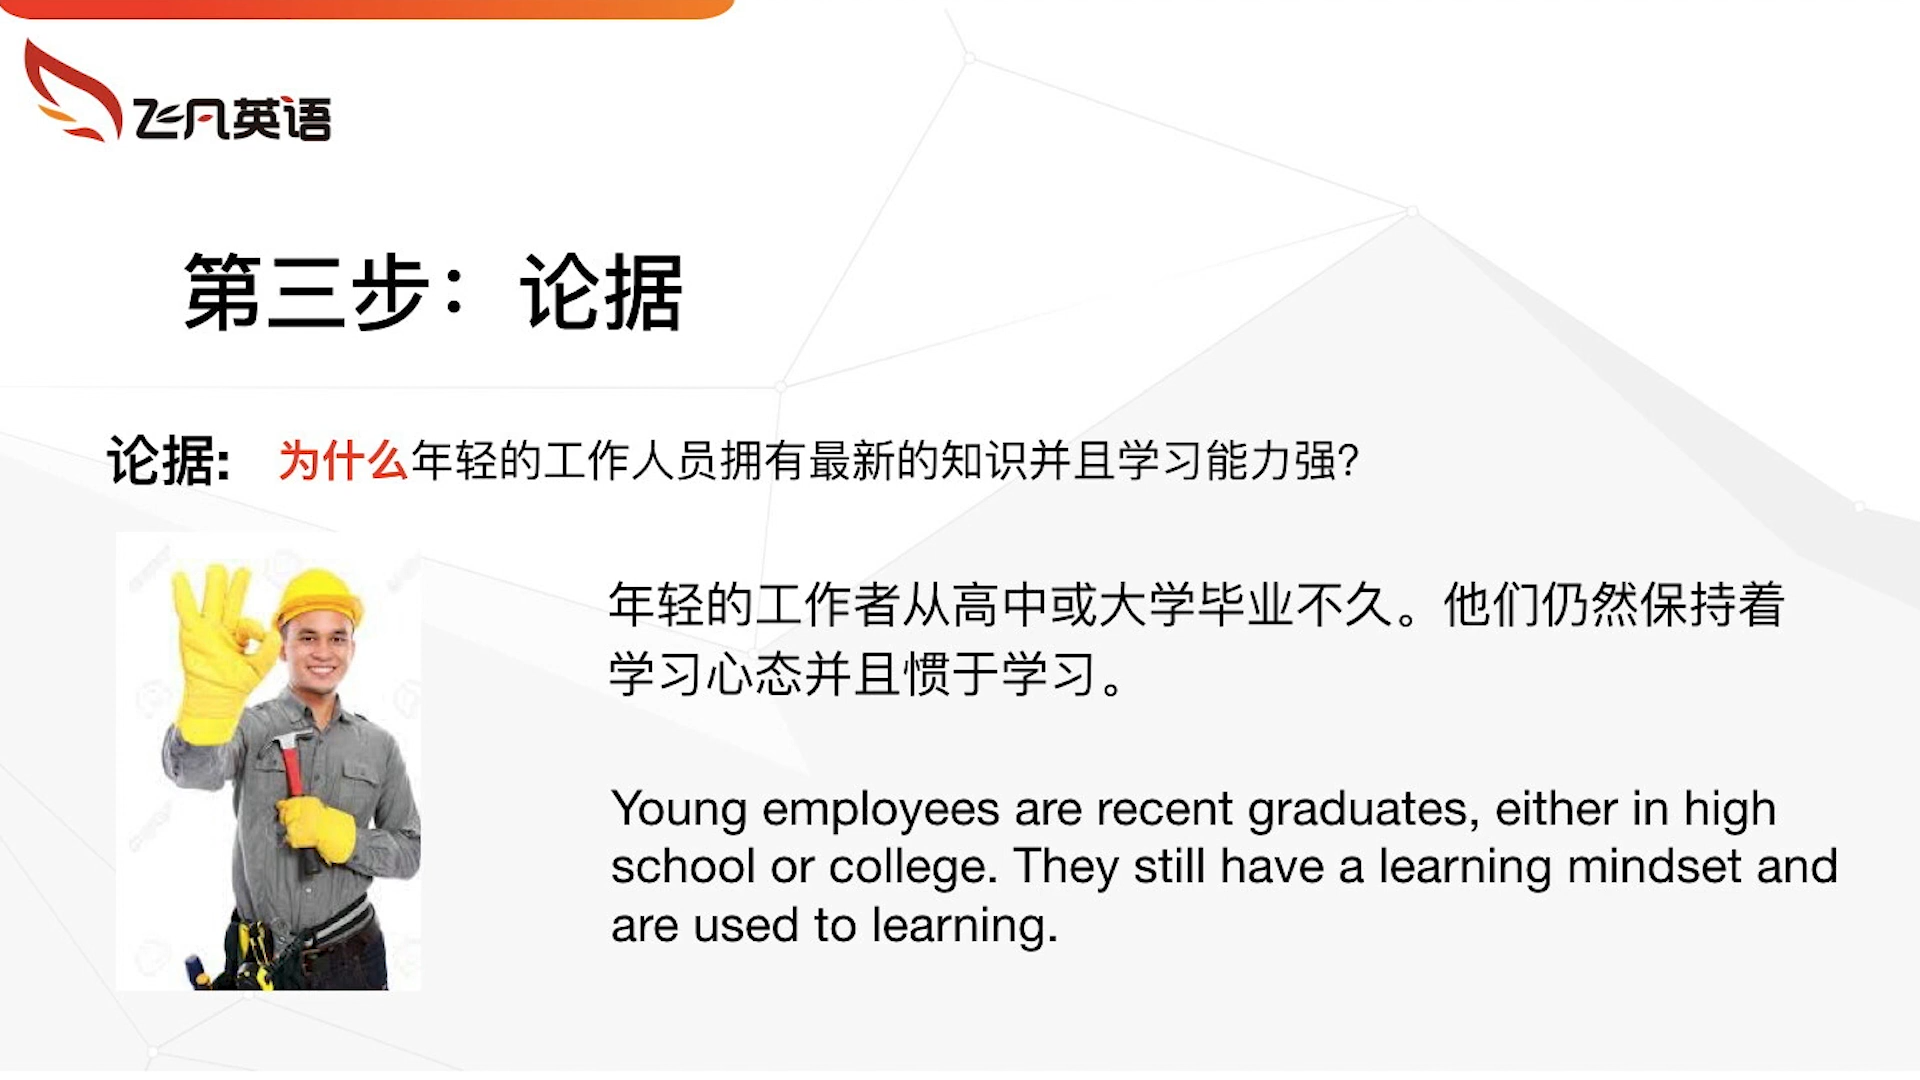 飞凡英语
第三步：论据
论据: 为什么年轻的工作人员拥有最新的知识并且学习能力强？
年轻的工作者从高中或大学毕业不久。他们仍然保持着
学习心态并且惯于学习。
Young employees are recent graduates, either in high
school or college. They still have a learning mindset and
are used to learning.